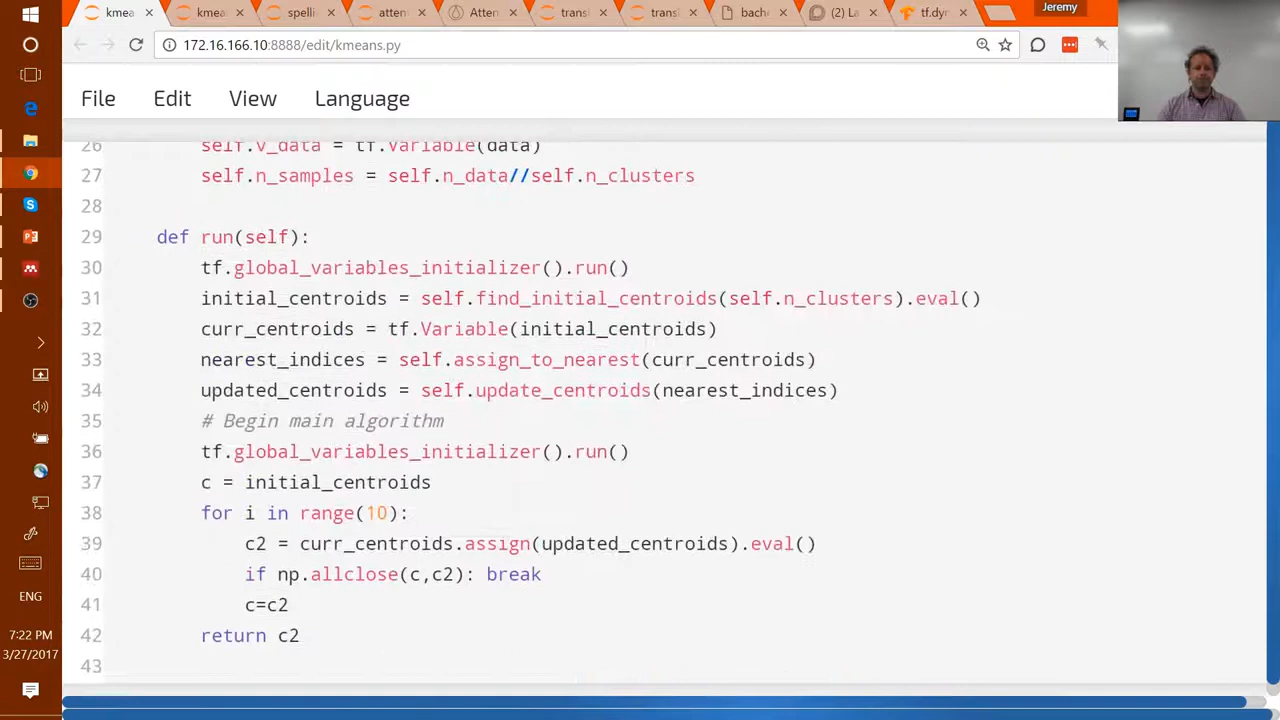 kmea
kmea
spellin
atten
Atten
transl
transl
bache
(2) La
tf.dyn
Jeremy
172.16.166.10:8888/edit/kmeans.py
File
Edit
View
Language
26 self.v_data = tf.Variable(data)
27 self.n_samples = self.n_data//self.n_clusters
28
29 def run(self):
30 tf.global_variables_initializer().run()
31 initial_centroids = self.find_initial_centroids(self.n_clusters).eval()
32 curr_centroids = tf.Variable(initial_centroids)
33 nearest_indices = self.assign_to_nearest(curr_centroids)
34 updated_centroids = self.update_centroids(nearest_indices)
35 # Begin main algorithm
36 tf.global_variables_initializer().run()
37 c = initial_centroids
38 for i in range(10):
39 c2 = curr_centroids.assign(updated_centroids).eval()
40 if np.allclose(c,c2): break
41 c=c2
42 return c2
43
ENG
7:22 PM
3/27/2017